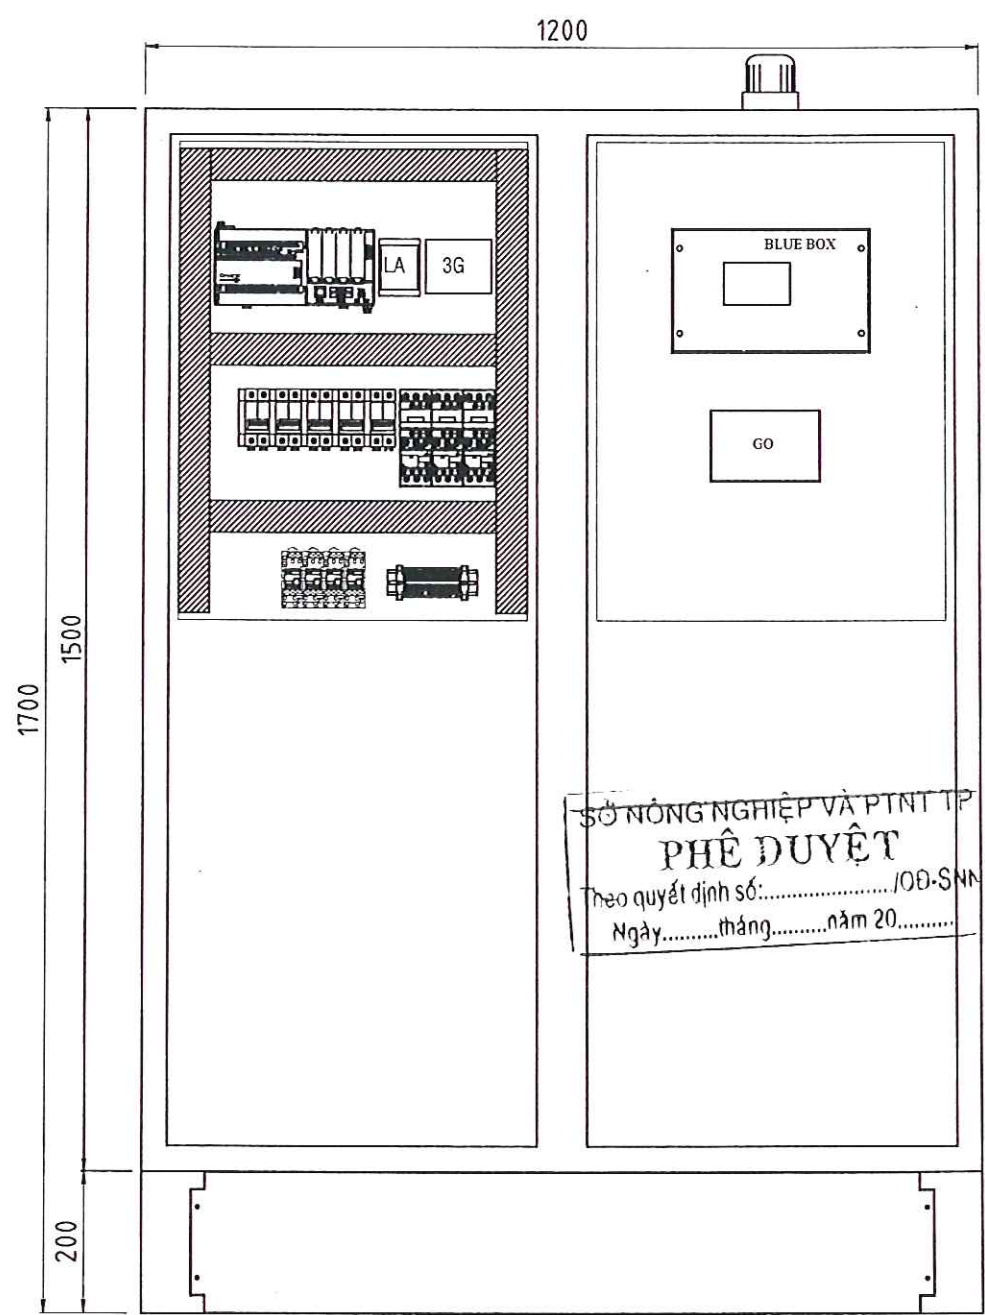 1200
LA
3G
BLUE BOX
GO
1500
1700
SỞ NÔNG NGHIỆP VÀ PTNT TP
PHÊ DUYỆT
Theo quyết định số:......................./QĐ-SNN
Ngày..........tháng..........năm 20..........
200